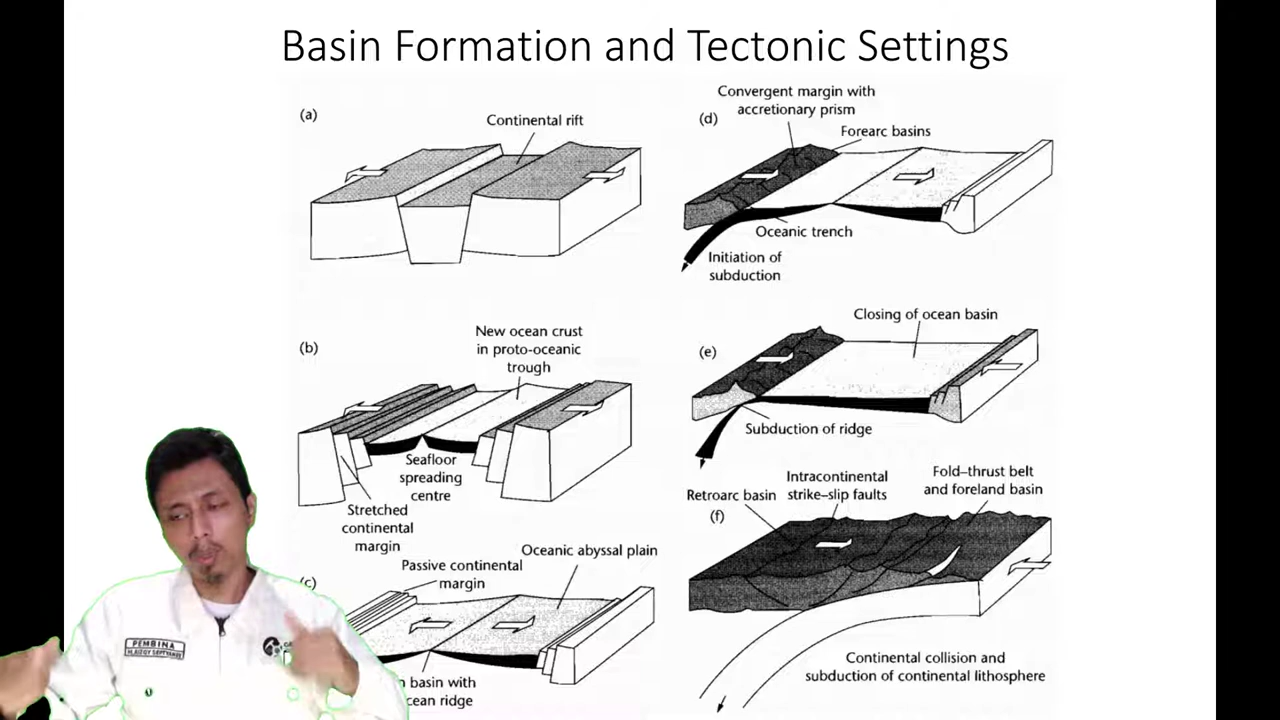 Basin Formation and Tectonic Settings
(a)
Continental rift
(b)
New ocean crust
in proto-oceanic
trough
Seafloor
spreading
centre
Stretched
continental
margin
(c)
Passive continental
margin
Oceanic abyssal plain
basin with
ridge
(d)
Convergent margin with
accretionary prism
Forearc basins
Oceanic trench
Initiation of
subduction
(e)
Closing of ocean basin
Subduction of ridge
(f)
Retroarc basin
Intracontinental
strike–slip faults
Fold–thrust belt
and foreland basin
Continental collision and
subduction of continental lithosphere
PEMBINA